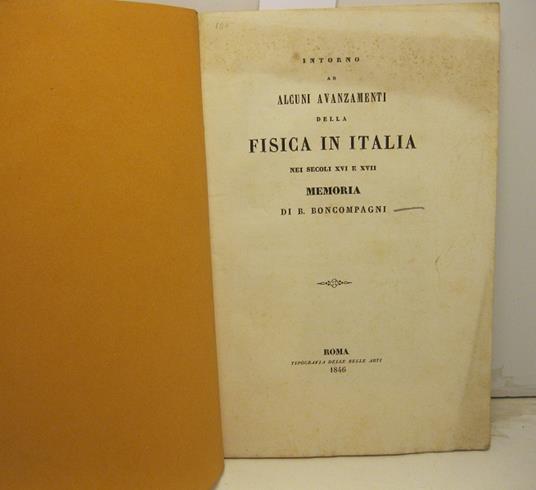 INTORNO
AD
ALCUNI AVANZAMENTI
DELLA
FISICA IN ITALIA
NEI SECOLI XVI E XVII
MEMORIA
DI B. BONCOMPAGNI
ROMA
TIPOGRAFIA DELLE BELLE ARTI
1846